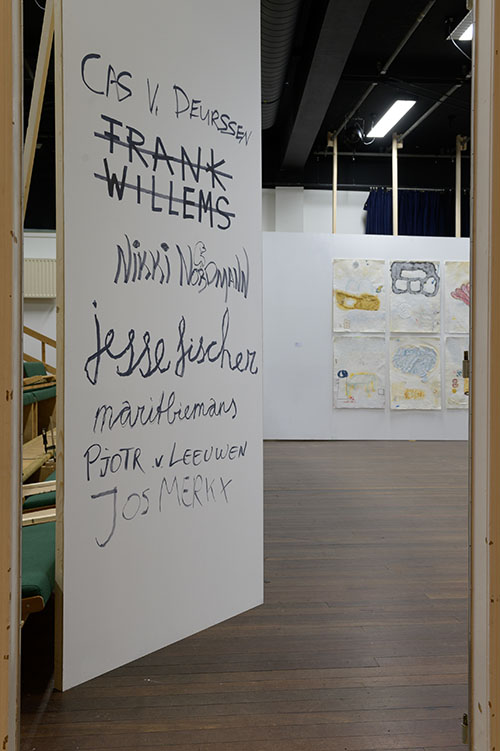 CAS V. DEURSSEN
FRANK
WILLEMS
NIKKI NORDMANN
jesse fischer
maritbiemans
PJOTR v. LEEUWEN
JOS MERKX